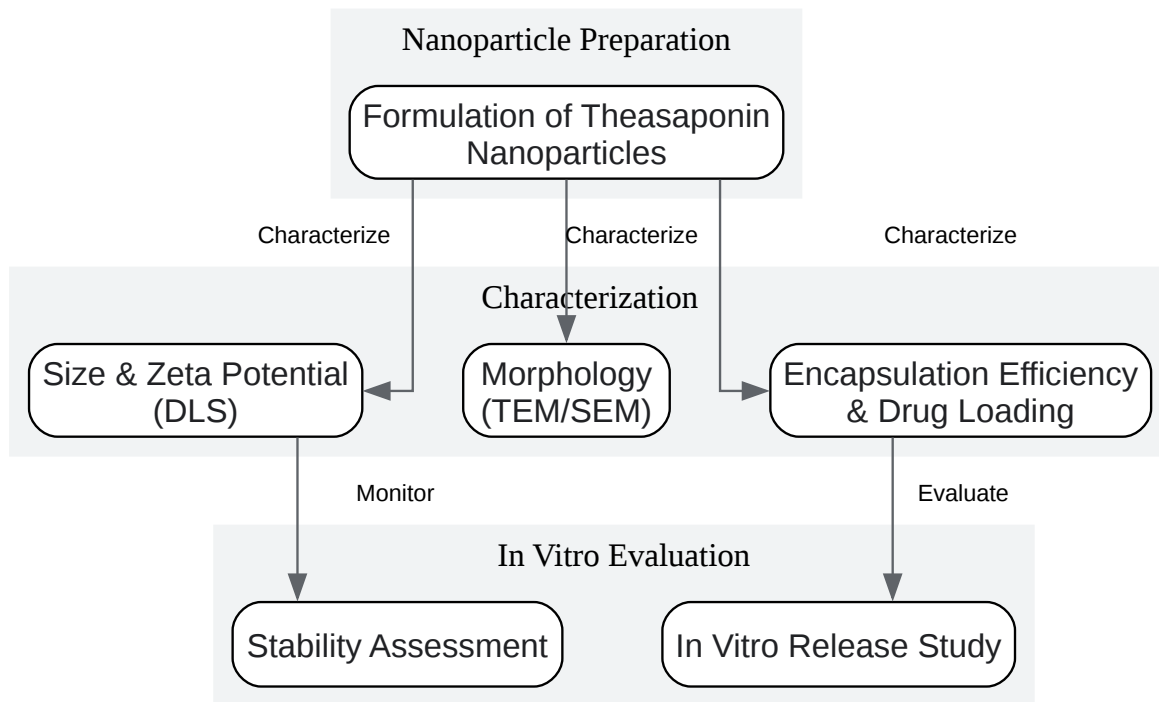 Nanoparticle Preparation
Formulation of Theasaponin
Nanoparticles
Characterize
Characterize
Characterize
Characterization
Size & Zeta Potential
(DLS)
Morphology
(TEM/SEM)
Encapsulation Efficiency
& Drug Loading
Monitor
Evaluate
In Vitro Evaluation
Stability Assessment
In Vitro Release Study